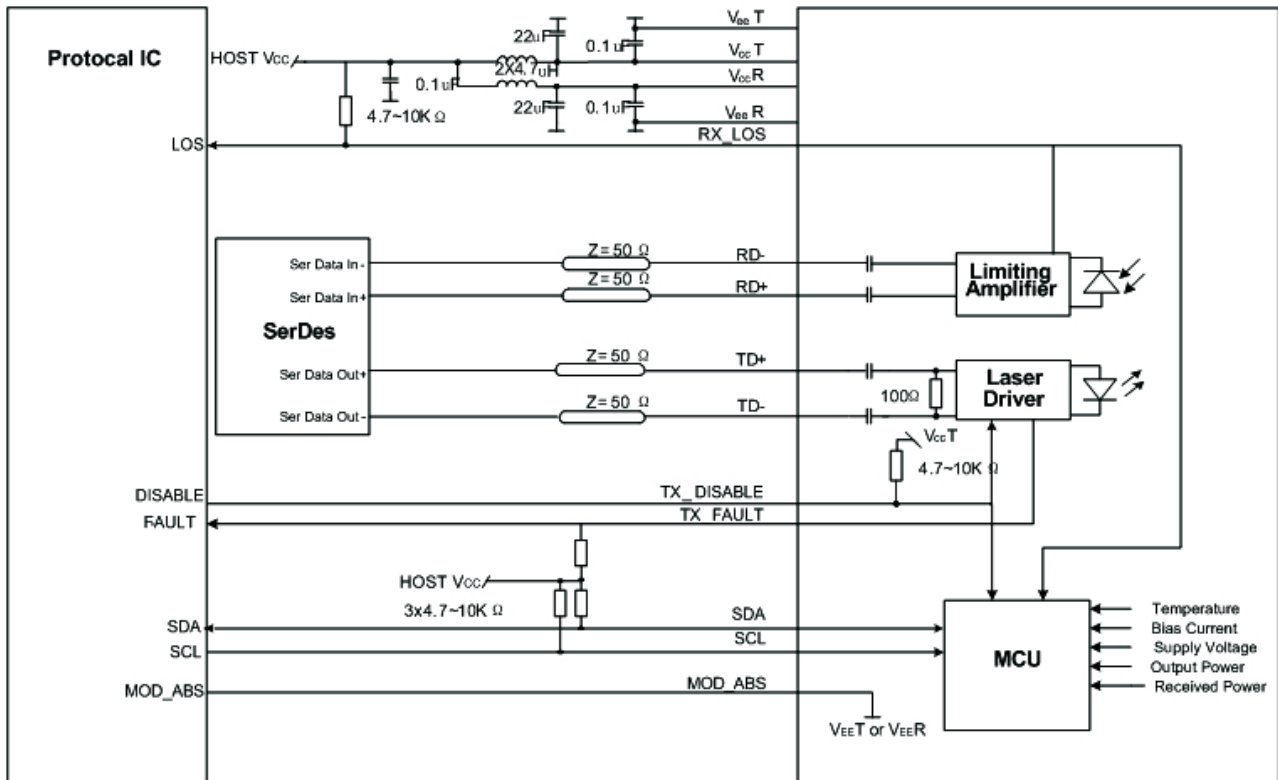 Protocal IC
HOST Vcc
22uF
0.1uF
VeeT
VccT
2X4.7uH
0.1uF
VccR
22uF
0.1uF
VeeR
4.7~10K Ω
LOS
RX_LOS
SerDes
Ser Data In-
Ser Data In+
Ser Data Out+
Ser Data Out-
Z= 50 Ω
Z= 50 Ω
Z= 50 Ω
Z= 50 Ω
RD-
RD+
TD+
TD-
Limiting
Amplifier
Laser
Driver
100Ω
VccT
4.7~10K Ω
DISABLE
TX_DISABLE
FAULT
TX FAULT
HOST Vcc
3x4.7~10K Ω
SDA
SDA
SCL
SCL
MOD_ABS
MOD_ABS
VEET or VEER
MCU
Temperature
Bias Current
Supply Voltage
Output Power
Received Power